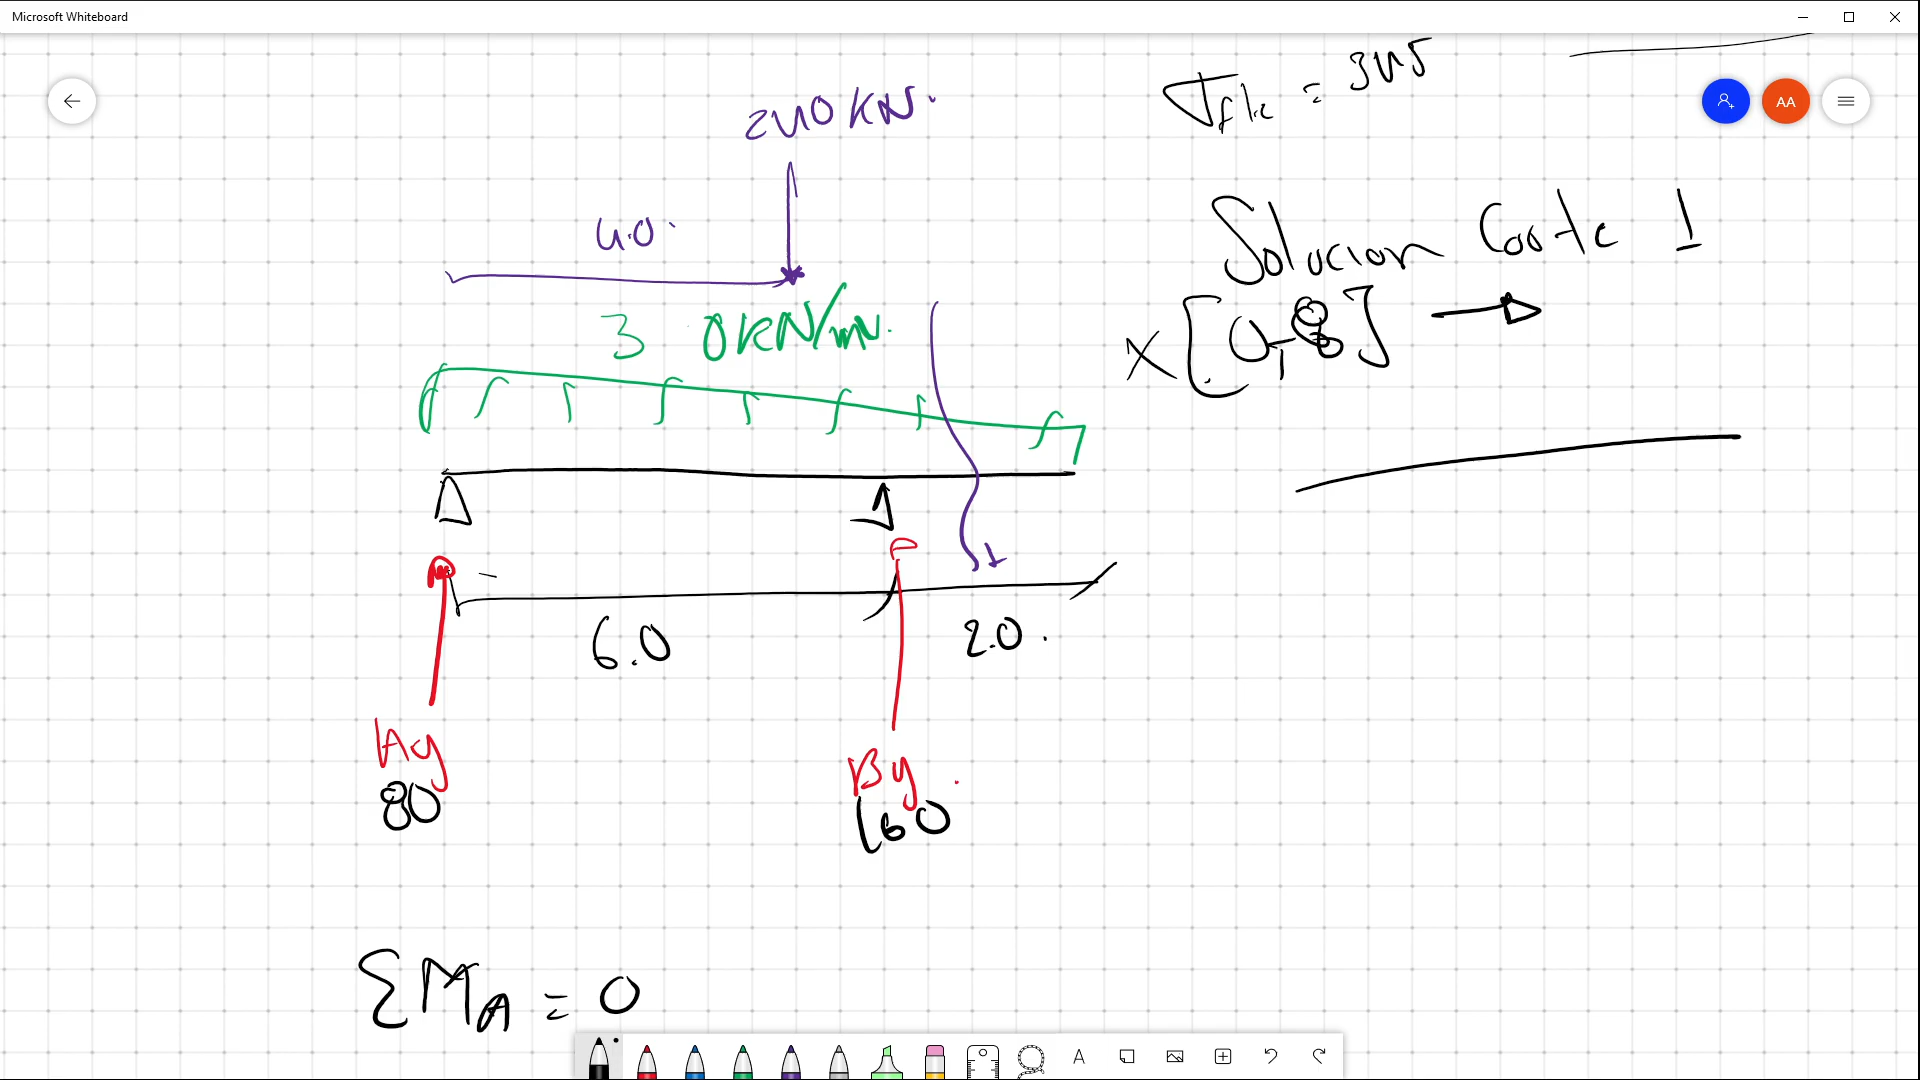 Microsoft Whiteboard
AA
= 345
240 KN.
4.0.
Solucion Corte 1
x [0,8]
3 0KN/m.
6.0
2.0.
Ay
80
By
160
ΣMA = 0
A